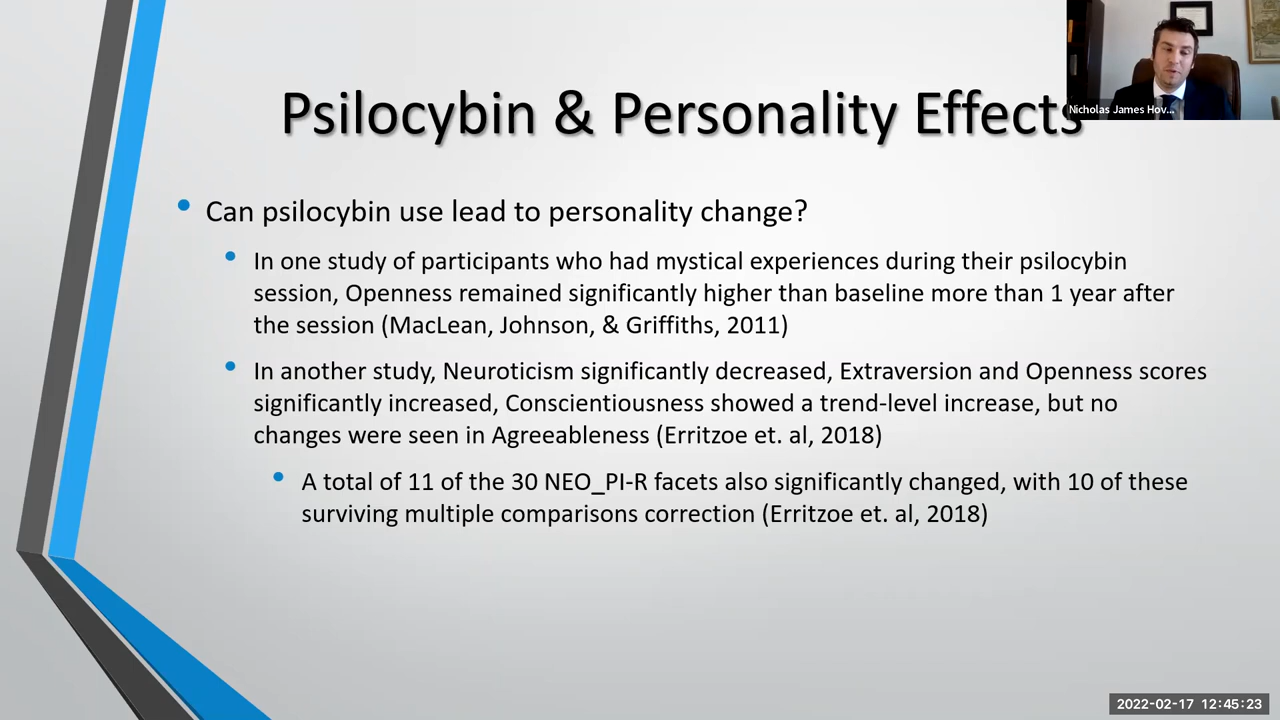 Psilocybin & Personality Effects
Nicholas James Hov...
Can psilocybin use lead to personality change?
In one study of participants who had mystical experiences during their psilocybin
session, Openness remained significantly higher than baseline more than 1 year after
the session (MacLean, Johnson, & Griffiths, 2011)
In another study, Neuroticism significantly decreased, Extraversion and Openness scores
significantly increased, Conscientiousness showed a trend-level increase, but no
changes were seen in Agreeableness (Erritzoe et. al, 2018)
A total of 11 of the 30 NEO_PI-R facets also significantly changed, with 10 of these
surviving multiple comparisons correction (Erritzoe et. al, 2018)
2022-02-17 12:45:23